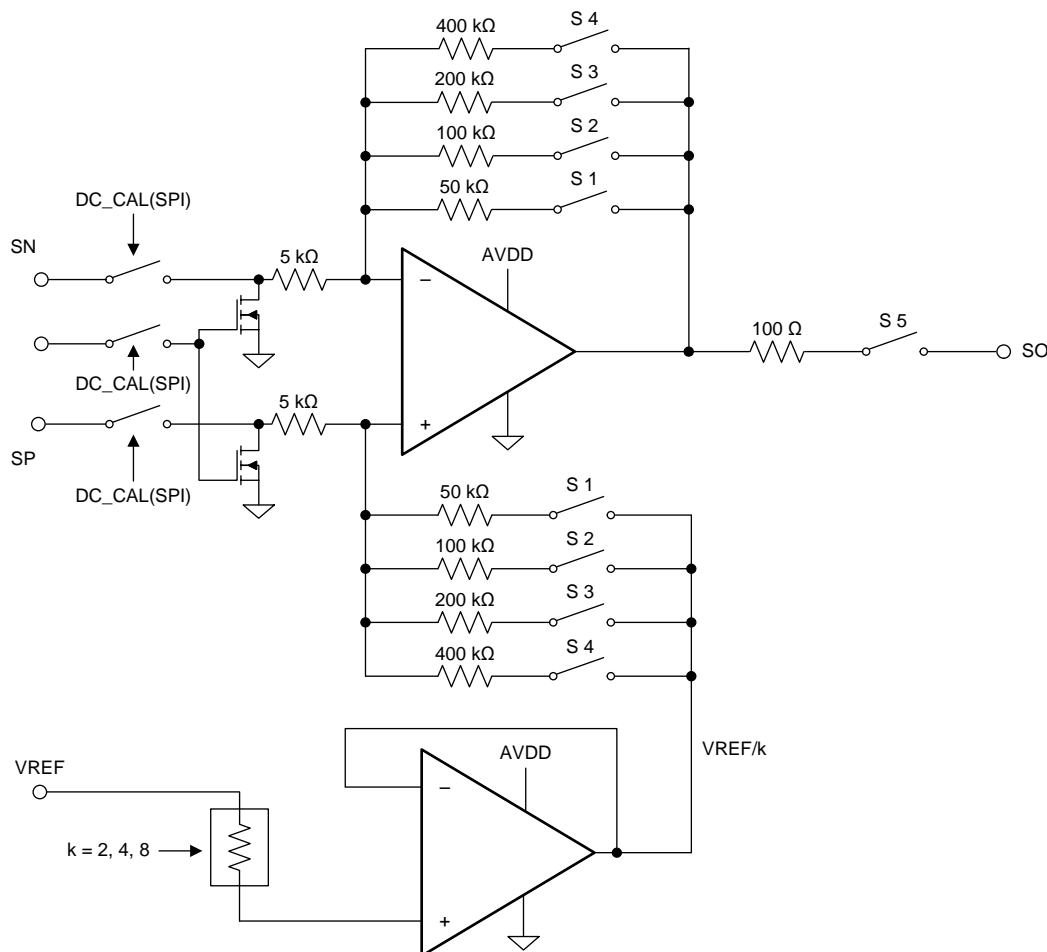 S 4
400 kΩ
S 3
200 kΩ
S 2
100 kΩ
S 1
50 kΩ
DC_CAL(SPI)
SN
5 kΩ
AVDD
−
100 Ω
S 5
SO
DC_CAL(SPI)
5 kΩ
+
SP
DC_CAL(SPI)
50 kΩ
S 1
100 kΩ
S 2
200 kΩ
S 3
400 kΩ
S 4
VREF/k
AVDD
VREF
−
k = 2, 4, 8
+